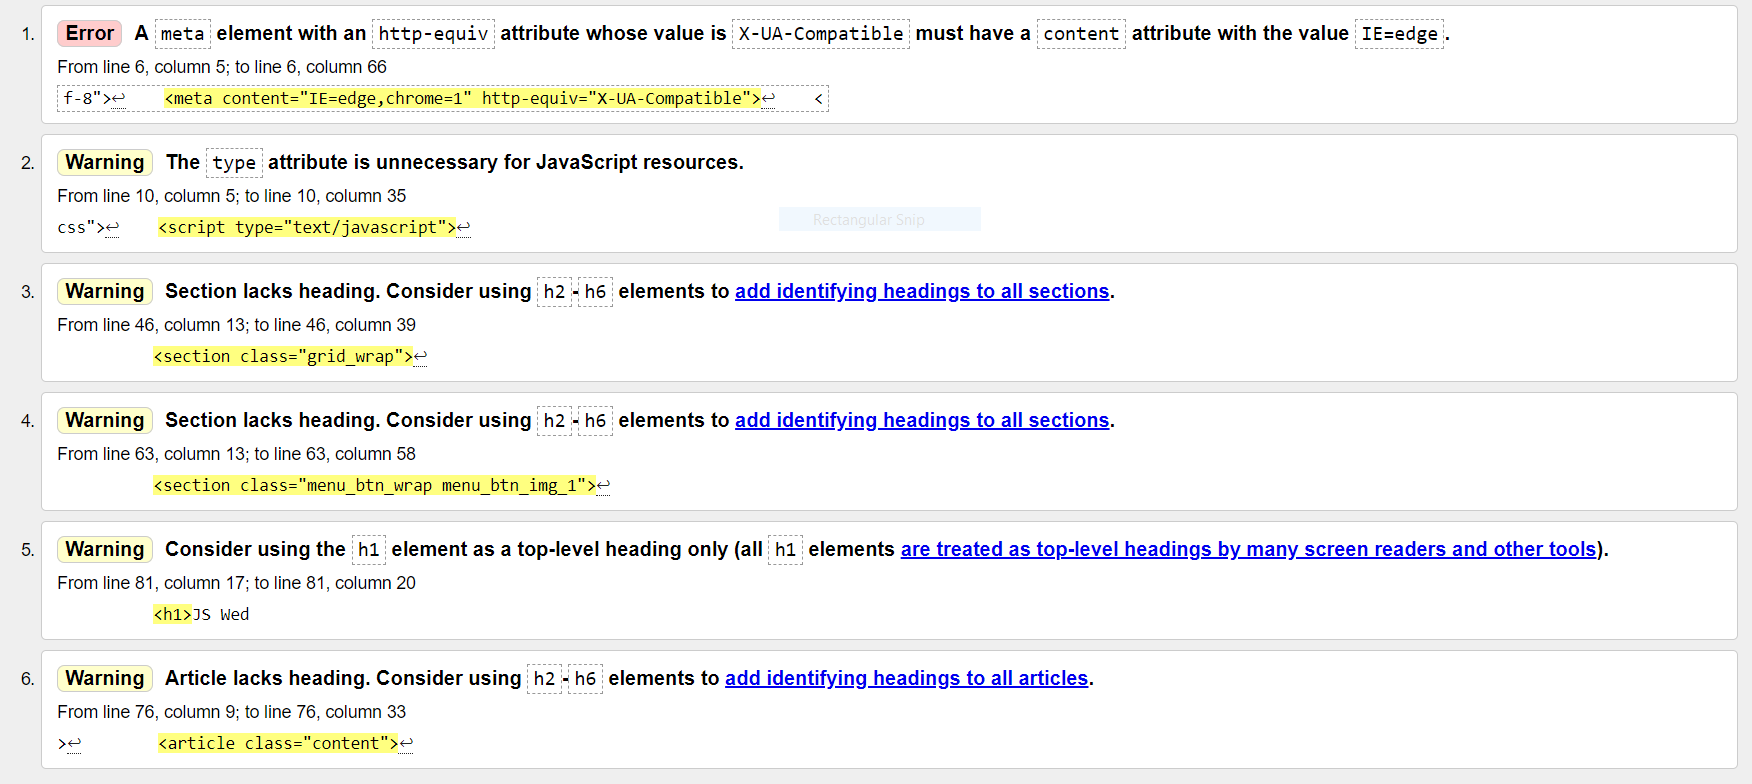 1. Error A meta element with an http-equiv attribute whose value is X-UA-Compatible must have a content attribute with the value IE=edge.
From line 6, column 5; to line 6, column 66
f-8">↩    <meta content="IE=edge,chrome=1" http-equiv="X-UA-Compatible">↩    <
2. Warning The type attribute is unnecessary for JavaScript resources.
From line 10, column 5; to line 10, column 35
Rectangular Snip
css">↩    <script type="text/javascript">↩
3. Warning Section lacks heading. Consider using h2-h6 elements to add identifying headings to all sections.
From line 46, column 13; to line 46, column 39
<section class="grid_wrap">↩
4. Warning Section lacks heading. Consider using h2-h6 elements to add identifying headings to all sections.
From line 63, column 13; to line 63, column 58
<section class="menu_btn_wrap menu_btn_img_1">↩
5. Warning Consider using the h1 element as a top-level heading only (all h1 elements are treated as top-level headings by many screen readers and other tools).
From line 81, column 17; to line 81, column 20
<h1>JS Wed
6. Warning Article lacks heading. Consider using h2-h6 elements to add identifying headings to all articles.
From line 76, column 9; to line 76, column 33
>↩        <article class="content">↩